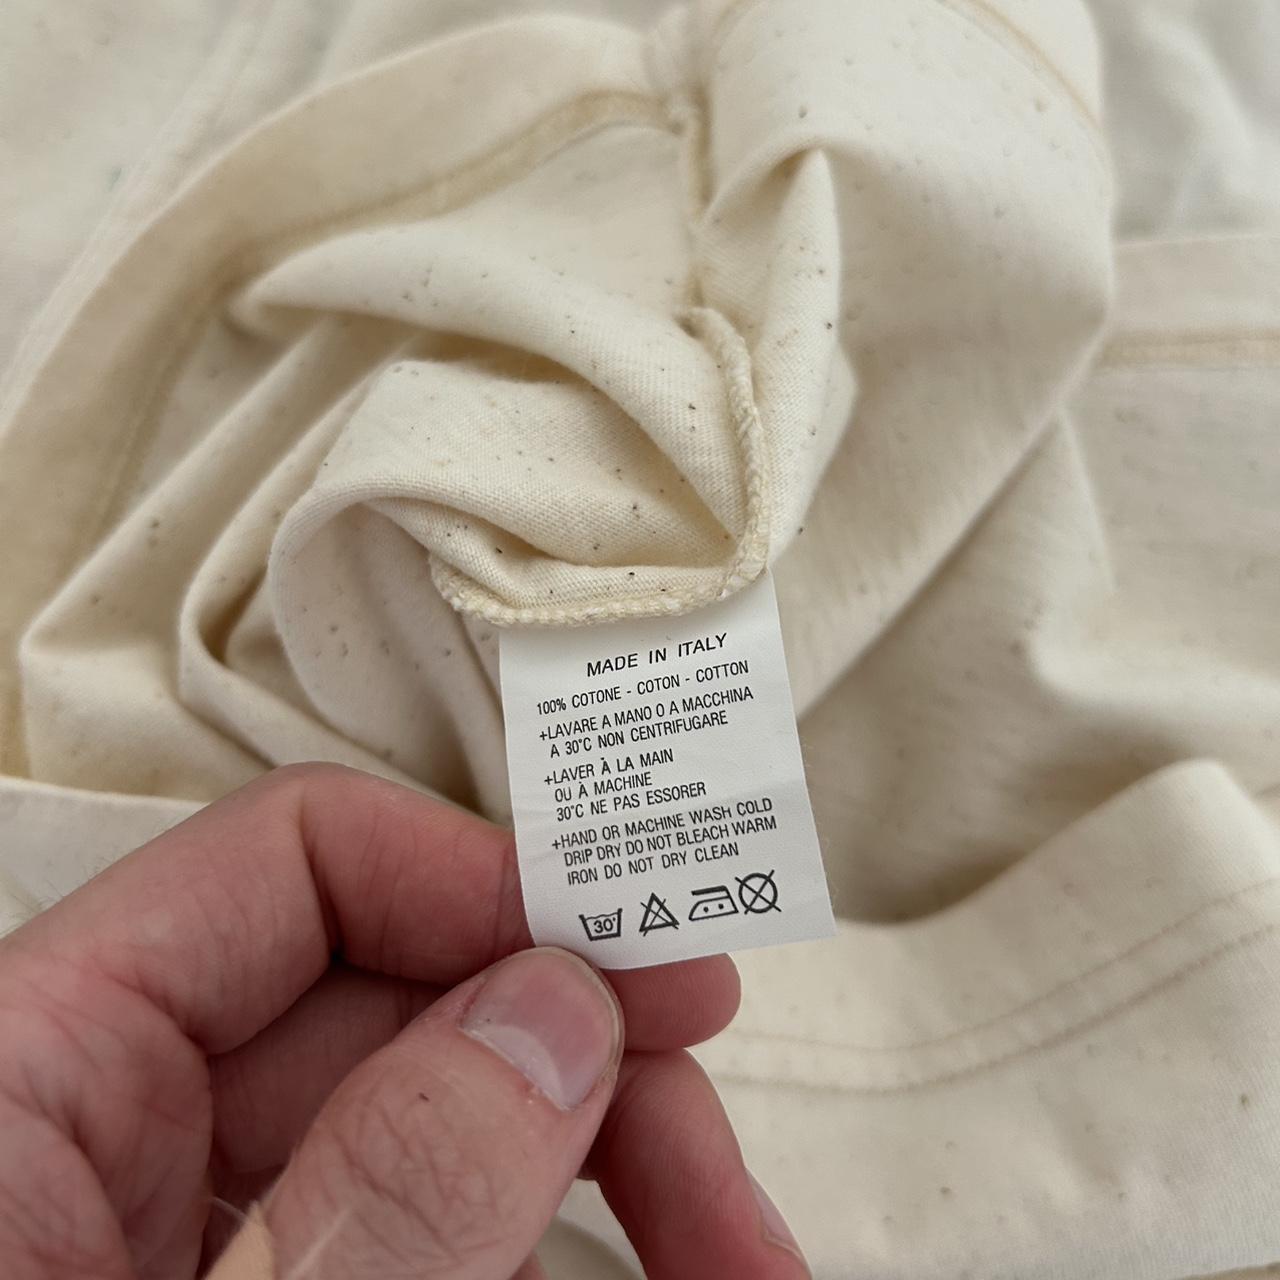 MADE IN ITALY
100% COTONE - COTON - COTTON
+LAVARE A MANO O A MACCHINA
A 30°C NON CENTRIFUGARE
+LAVER À LA MAIN
OU À MACHINE
30°C NE PAS ESSORER
+HAND OR MACHINE WASH COLD
DRIP DRY DO NOT BLEACH WARM
IRON DO NOT DRY CLEAN
30°